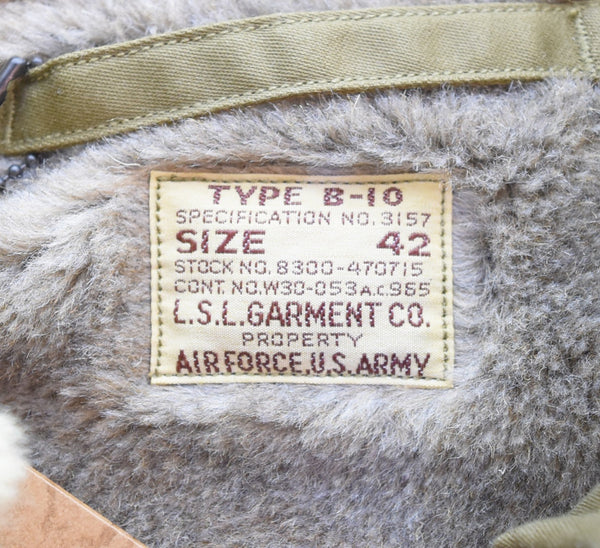 TYPE B-10
SPECIFICATION NO. 3157
SIZE 42
STOCK NO. 8300-470715
CONT. NO. W30-053 A.C. 965
L.S.L. GARMENT CO.
PROPERTY
AIR FORCE, U.S. ARMY